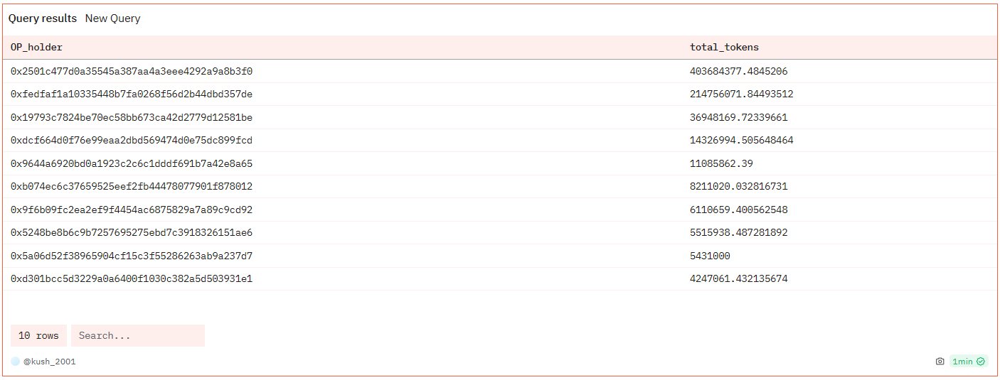 Query results New Query
OP_holder total_tokens
0x2501c477d0a35545a387aa4a3eee4292a9a8b3f0 403684377.4845206
0xfedfaf1a10335448b7fa0268f56d2b44dbd357de 214756071.84493512
0x19793c7824be70ec58bb673ca42d2779d12581be 36948169.72339661
0xdcf664d0f76e99eaa2dbd569474d0e75dc899fcd 14326994.505648464
0x9644a6920bd0a1923c2c6c1dddf691b7a42e8a65 11085862.39
0xb074ec6c37659525eef2fb44478077901f878012 8211020.032816731
0x9f6b09fc2ea2ef9f4454ac6875829a7a89c9cd92 6110659.400562548
0x5248be8b6c9b7257695275ebd7c3918326151ae6 5515938.487281892
0x5a06d52f38965904cf15c3f55286263ab9a237d7 5431000
0xd301bcc5d3229a0a6400f1030c382a5d503931e1 4247061.432135674
10 rows Search...
@kush_2001 1min